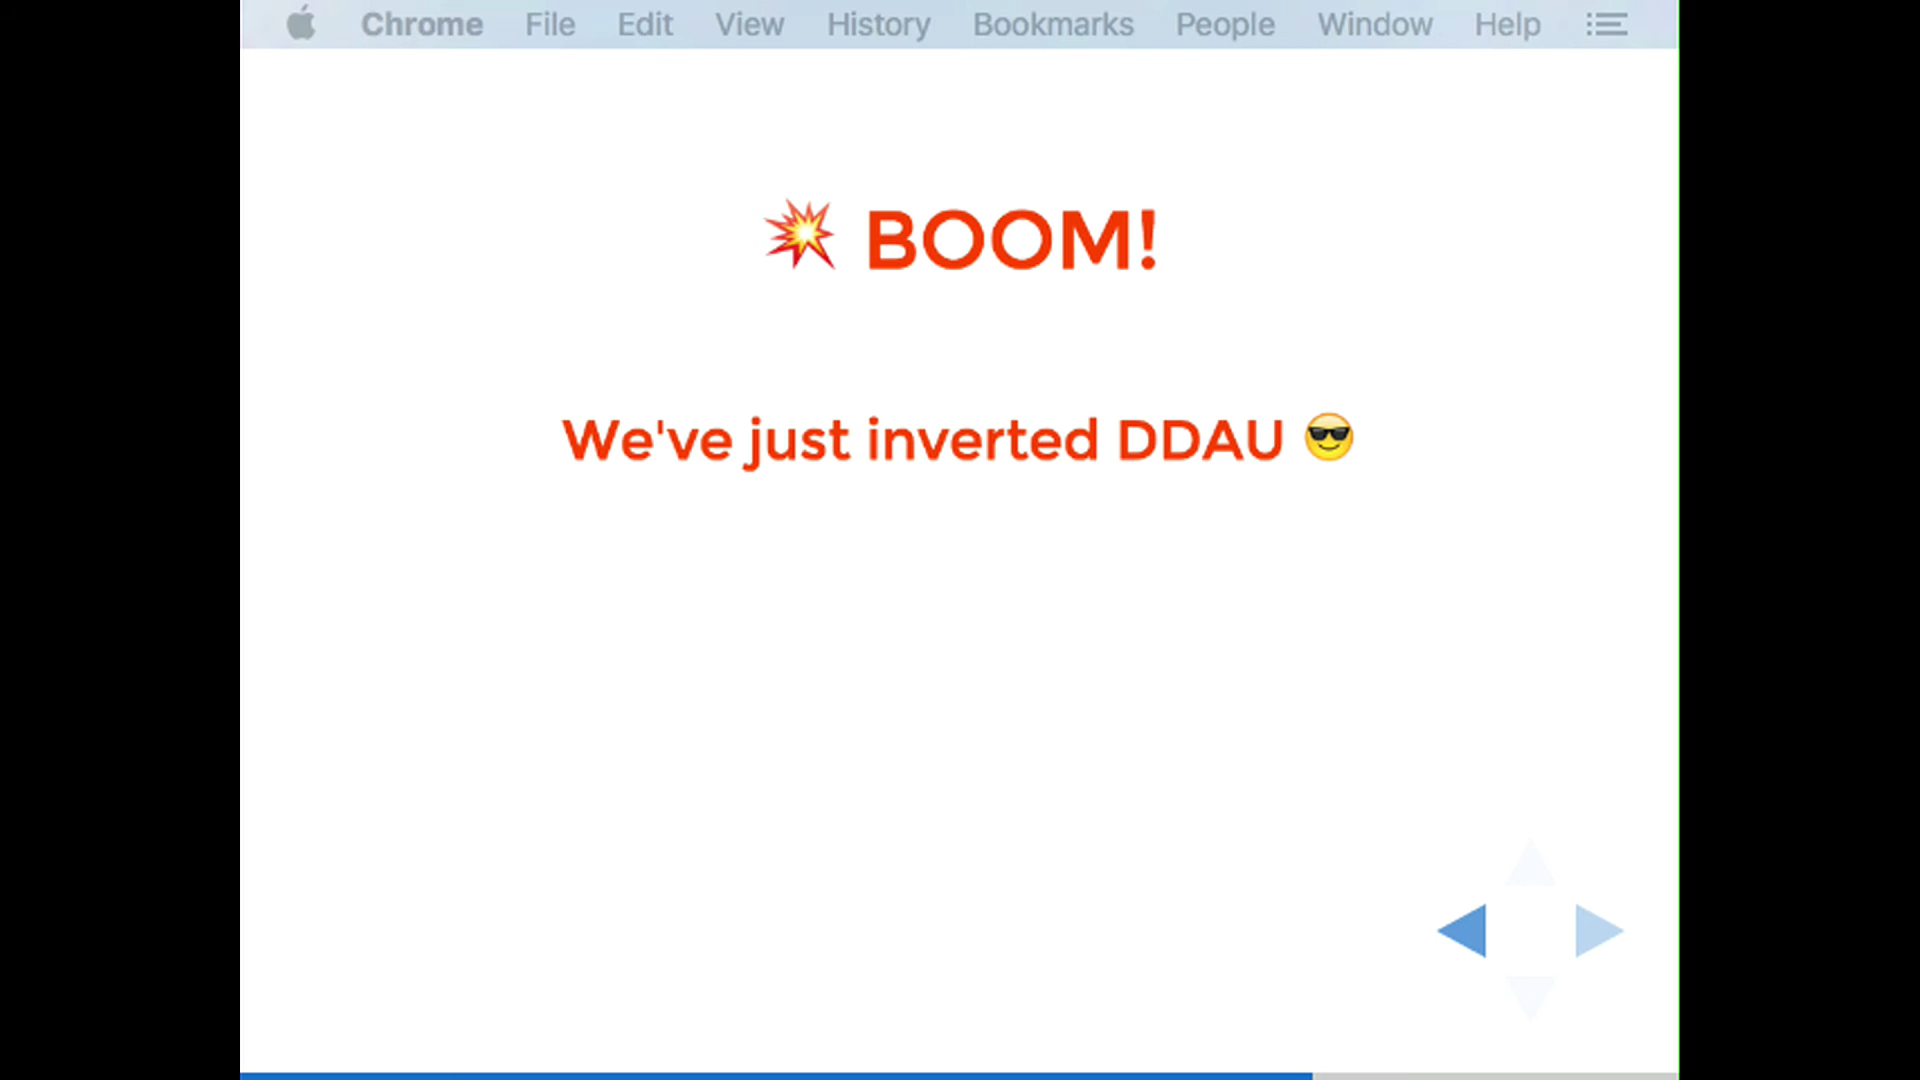 Chrome File Edit View History Bookmarks People Window Help
💥 BOOM!
We've just inverted DDAU 😎